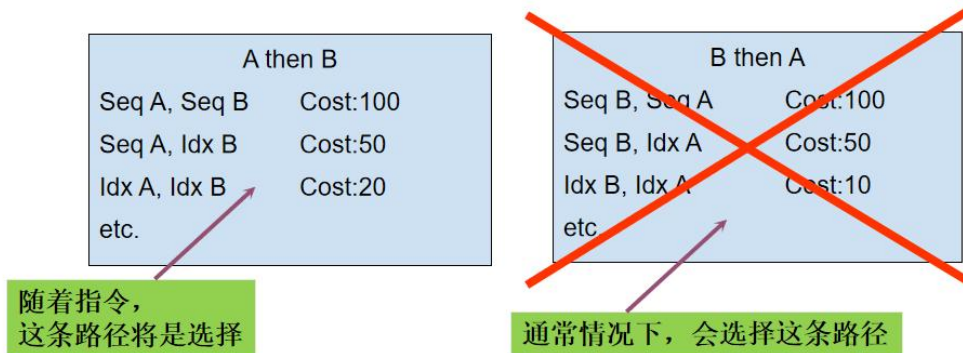 A then B
Seq A, Seq B Cost:100
Seq A, Idx B Cost:50
Idx A, Idx B Cost:20
etc.
随着指令，
这条路径将是选择
B then A
Seq B, Seq A Cost:100
Seq B, Idx A Cost:50
Idx B, Idx A Cost:10
etc.
通常情况下，会选择这条路径